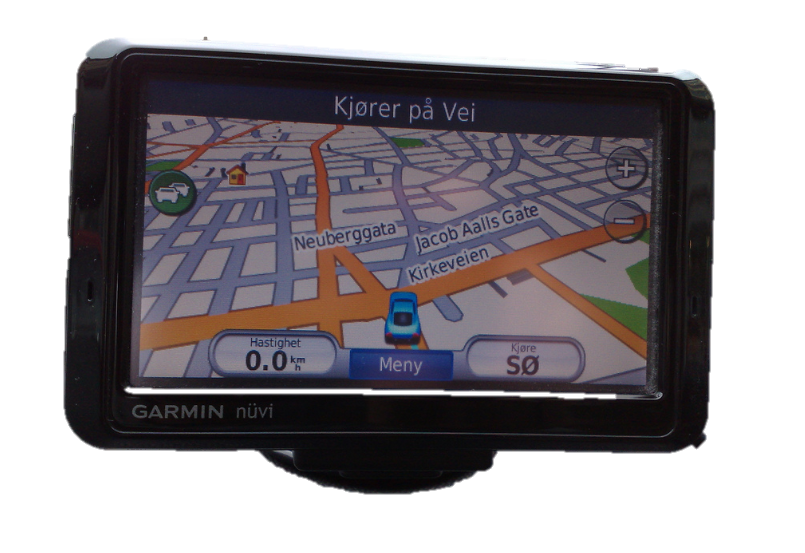 Kjører på Vei
+
Neuberggata
Jacob Aalls Gate
−
Kirkeveien
Hastighet
0.0 km/h
Meny
Kjøre
SØ
GARMIN nüvi